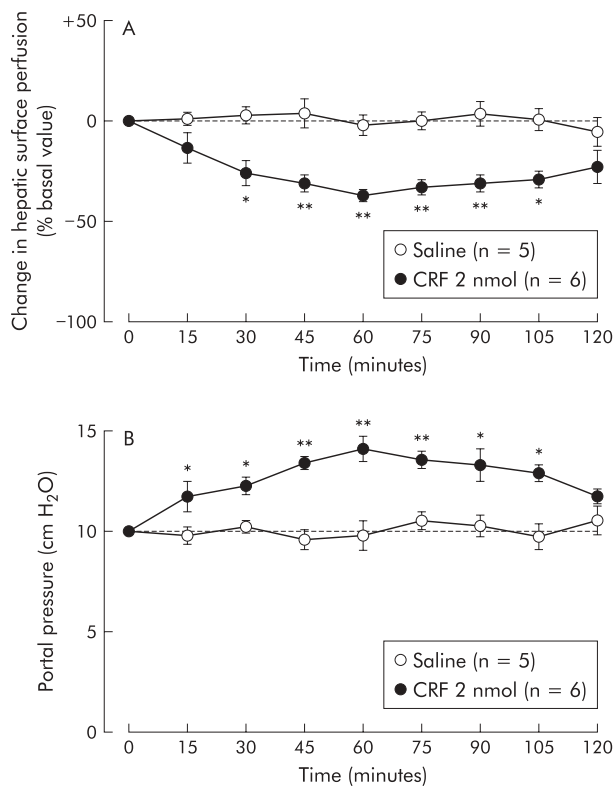 A
+50
0
−50
−100
Change in hepatic surface perfusion
(% basal value)
* ** ** ** ** *
Saline (n = 5)
CRF 2 nmol (n = 6)
0 15 30 45 60 75 90 105 120
Time (minutes)
B
15
10
5
0
Portal pressure (cm H₂O)
* * ** ** ** * *
Saline (n = 5)
CRF 2 nmol (n = 6)
0 15 30 45 60 75 90 105 120
Time (minutes)